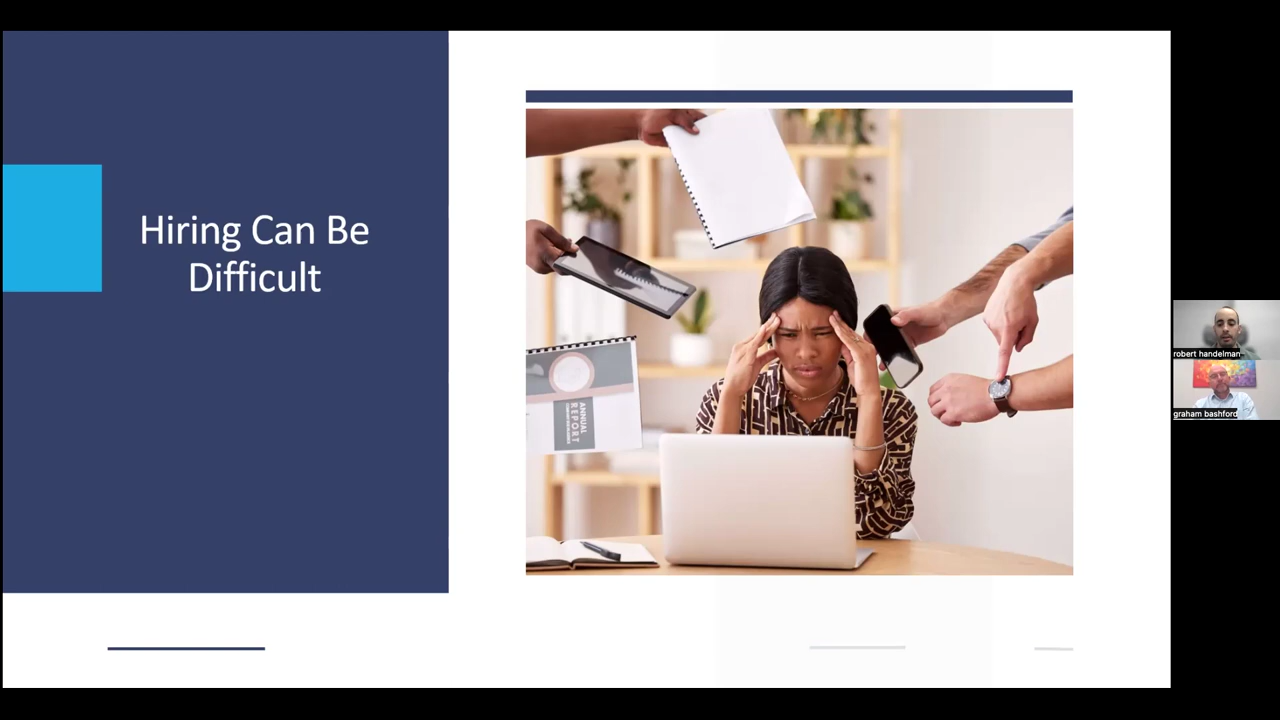 Hiring Can Be
Difficult
ANNUAL
REPORT
robert handelman
graham bashford